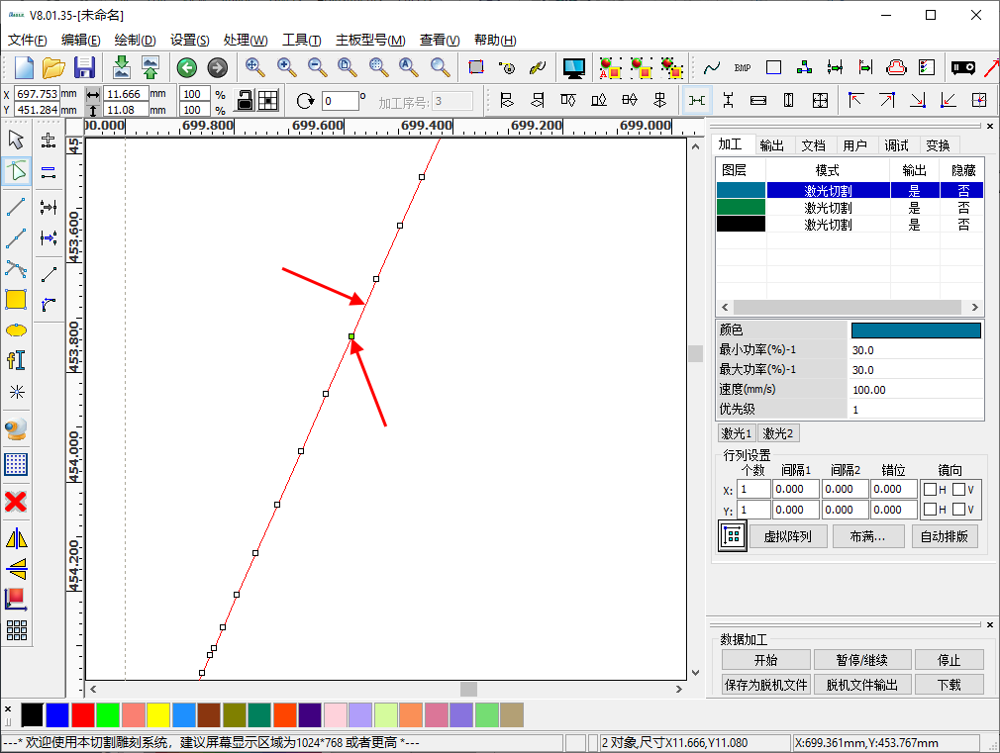 V8.01.35-[未命名]
文件(F) 编辑(E) 绘制(D) 设置(S) 处理(W) 工具(T) 主板型号(M) 查看(V) 帮助(H)
BMP
X 697.753 mm 11.666 mm 100 %
Y 451.284 mm 11.08 mm 100 %
0 °
加工序号: 3
00.000 699.800 699.600 699.400 699.200 699.000
45
453.600
453.800
454.000
454.200
加工 输出 文档 用户 调试 变换
图层 模式 输出 隐藏
激光切割 是 否
激光切割 是 否
激光切割 是 否
颜色
最小功率(%)-1 30.0
最大功率(%)-1 30.0
速度(mm/s) 100.00
优先级 1
激光1 激光2
行列设置
个数 间隔1 间隔2 错位 镜向
X: 1 0.000 0.000 0.000 H V
Y: 1 0.000 0.000 0.000 H V
虚拟阵列 布满... 自动排版
数据加工
开始 暂停/继续 停止
保存为脱机文件 脱机文件输出 下载
---* 欢迎使用本切割雕刻系统，建议屏幕显示区域为1024*768 或者更高 *---
2 对象,尺寸X11.666,Y11.080
X:699.361mm,Y:453.767mm